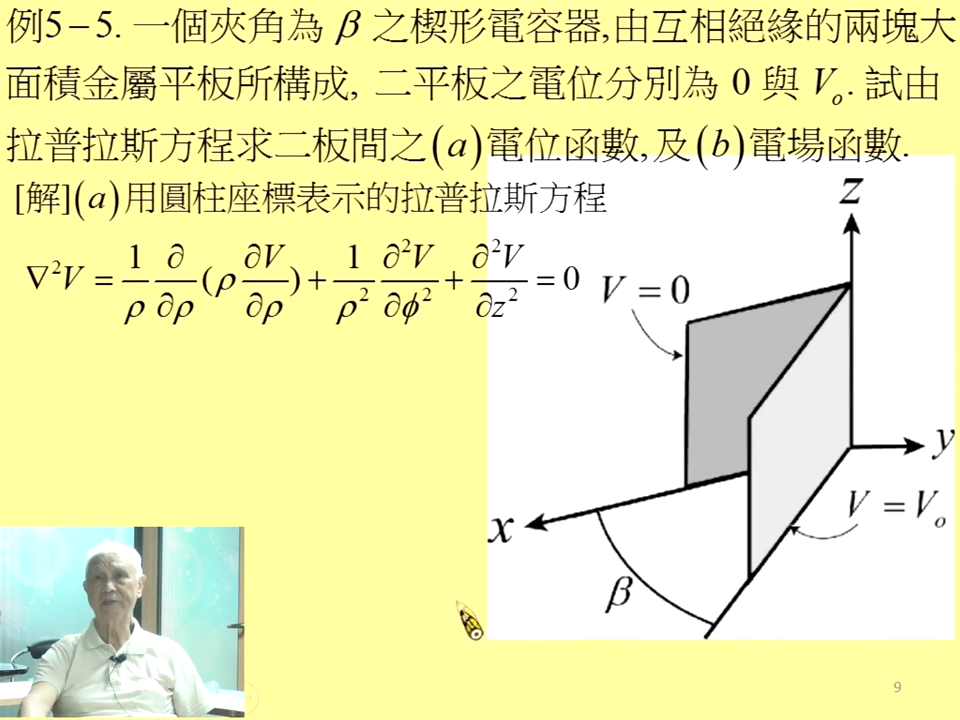 例5－5. 一個夾角為 β 之楔形電容器,由互相絕緣的兩塊大
面積金屬平板所構成, 二平板之電位分別為 0 與 Vₒ. 試由
拉普拉斯方程求二板間之(a)電位函數,及(b)電場函數.
[解](a)用圓柱座標表示的拉普拉斯方程
∇²V = 1/ρ ∂/∂ρ (ρ ∂V/∂ρ) + 1/ρ² ∂²V/∂ϕ² + ∂²V/∂z² = 0
z
V = 0
y
V = Vₒ
x
β
9